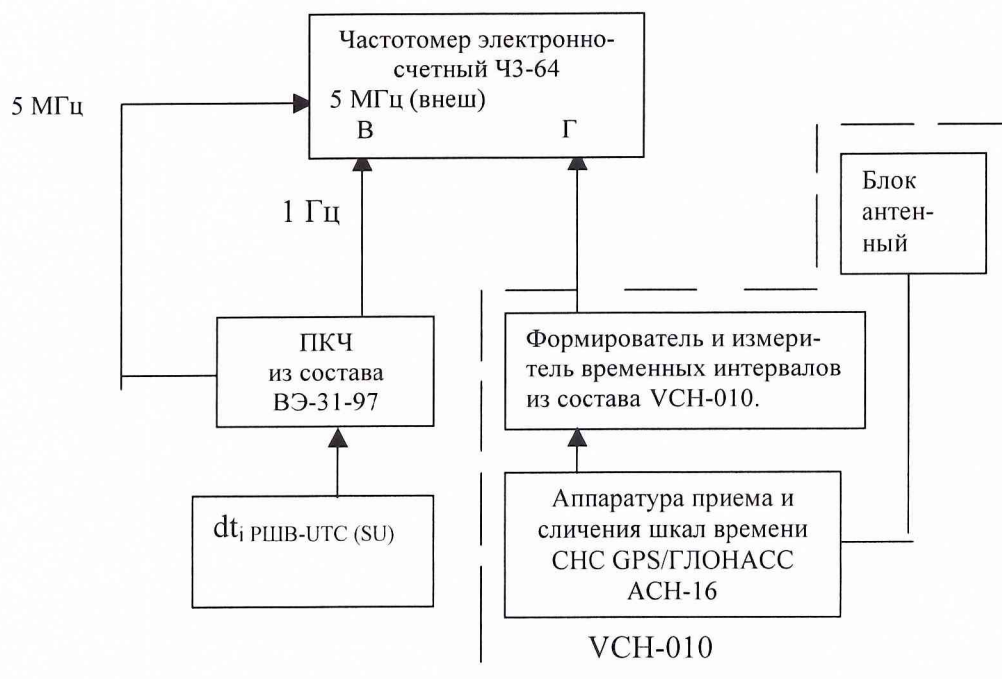 Частотомер электронно-
счетный Ч3-64
5 МГц (внеш)
В Г
5 МГц
1 Гц
Блок
антен-
ный
ПКЧ
из состава
ВЭ-31-97
Формирователь и измери-
тель временных интервалов
из состава VCH-010.
dti РШВ-UTC (SU)
Аппаратура приема и
сличения шкал времени
СНС GPS/ГЛОНАСС
АСН-16
VCH-010